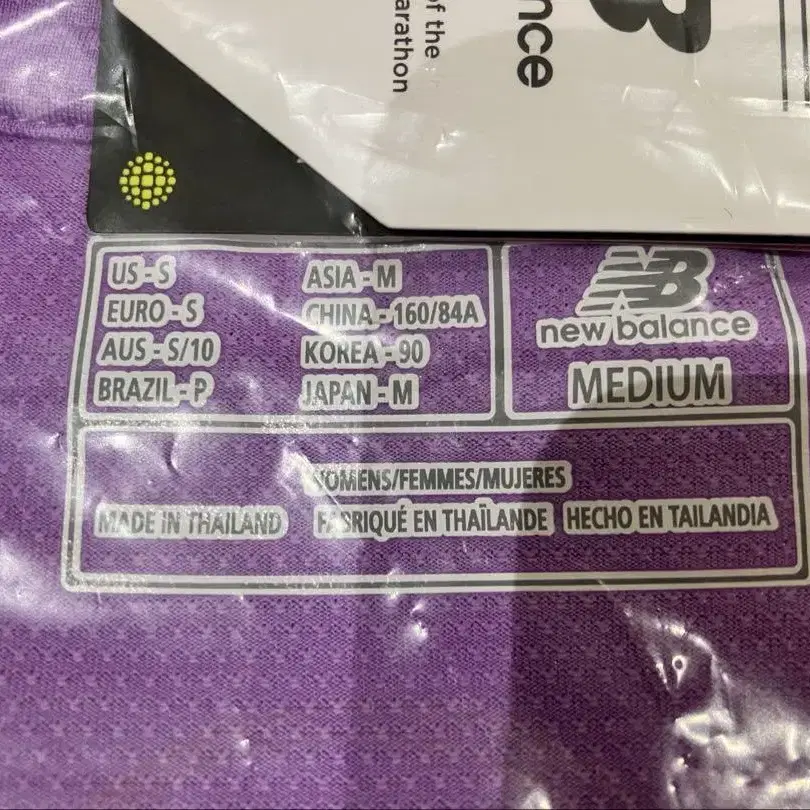 of the
arathon
nce
US - S
EURO - S
AUS - S/10
BRAZIL - P
ASIA - M
CHINA - 160/84A
KOREA - 90
JAPAN - M
NB
new balance
MEDIUM
WOMENS/FEMMES/MUJERES
MADE IN THAILAND FABRIQUÉ EN THAÏLANDE HECHO EN TAILANDIA